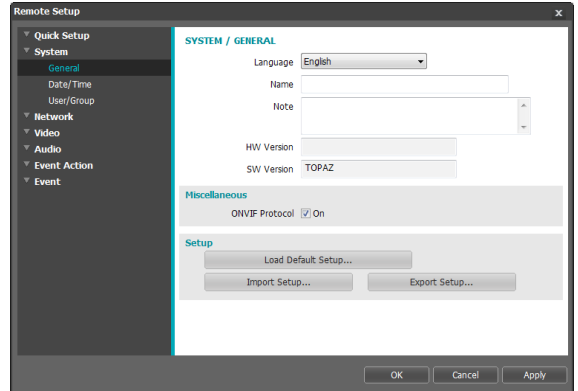 Remote Setup
x
Quick Setup
System
General
Date/Time
User/Group
Network
Video
Audio
Event Action
Event
SYSTEM / GENERAL
Language English
Name
Note
HW Version
SW Version TOPAZ
Miscellaneous
ONVIF Protocol On
Setup
Load Default Setup...
Import Setup... Export Setup...
OK Cancel Apply